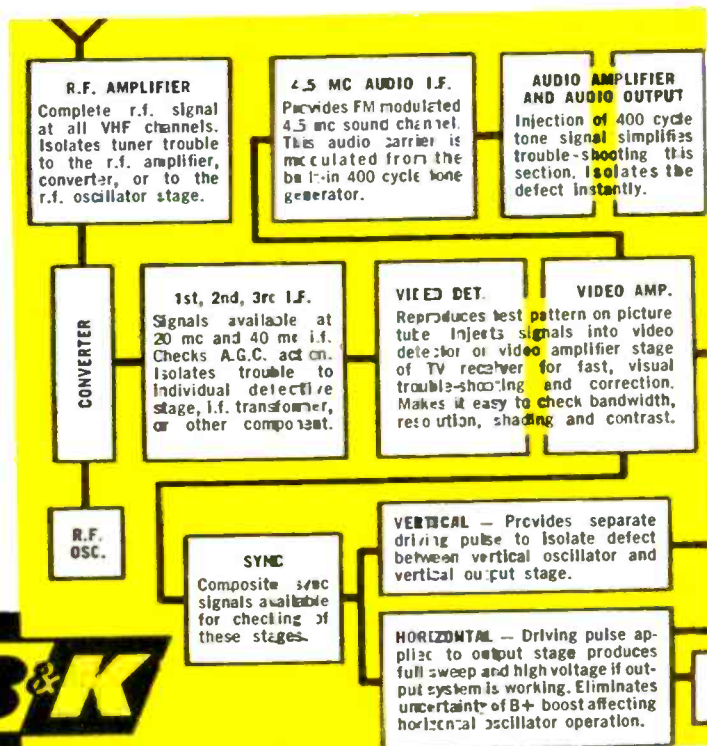 R.F. AMPLIFIER
Complete r.f. signal
at all VHF channels.
Isolates tuner trouble
to the r.f. amplifier,
converter, or to the
r.f. oscillator stage.
4.5 MC AUDIO I.F.
Provides FM modulated
4.5 mc sound channel.
This audio carrier is
modulated from the
built-in 400 cycle tone
generator.
AUDIO AMPLIFIER
AND AUDIO OUTPUT
Injection of 400 cycle
tone signal simplifies
trouble-shooting this
section. Isolates the
defect instantly.
CONVERTER
1st, 2nd, 3rd I.F.
Signals available at
20 mc and 40 mc i.f.
Checks A.G.C. action.
Isolates trouble to
individual defective
stage, i.f. transformer,
or other component.
VIDEO DET. VIDEO AMP.
Reproduces test pattern on picture
tube Injects signals into video
detector or video amplifier stage
of TV receiver for fast, visual
trouble-shooting and correction.
Makes it easy to check bandwidth,
resolution, shading and contrast.
R.F.
OSC.
SYNC
Composite sync
signals available
for checking of
these stages.
VERTICAL — Provides separate
driving pulse to isolate defect
between vertical oscillator and
vertical output stage.
HORIZONTAL — Driving pulse ap-
plied to output stage produces
full sweep and high voltage if out-
put system is working. Eliminates
uncertainty of B+ boost affecting
horizontal oscillator operation.
B&K